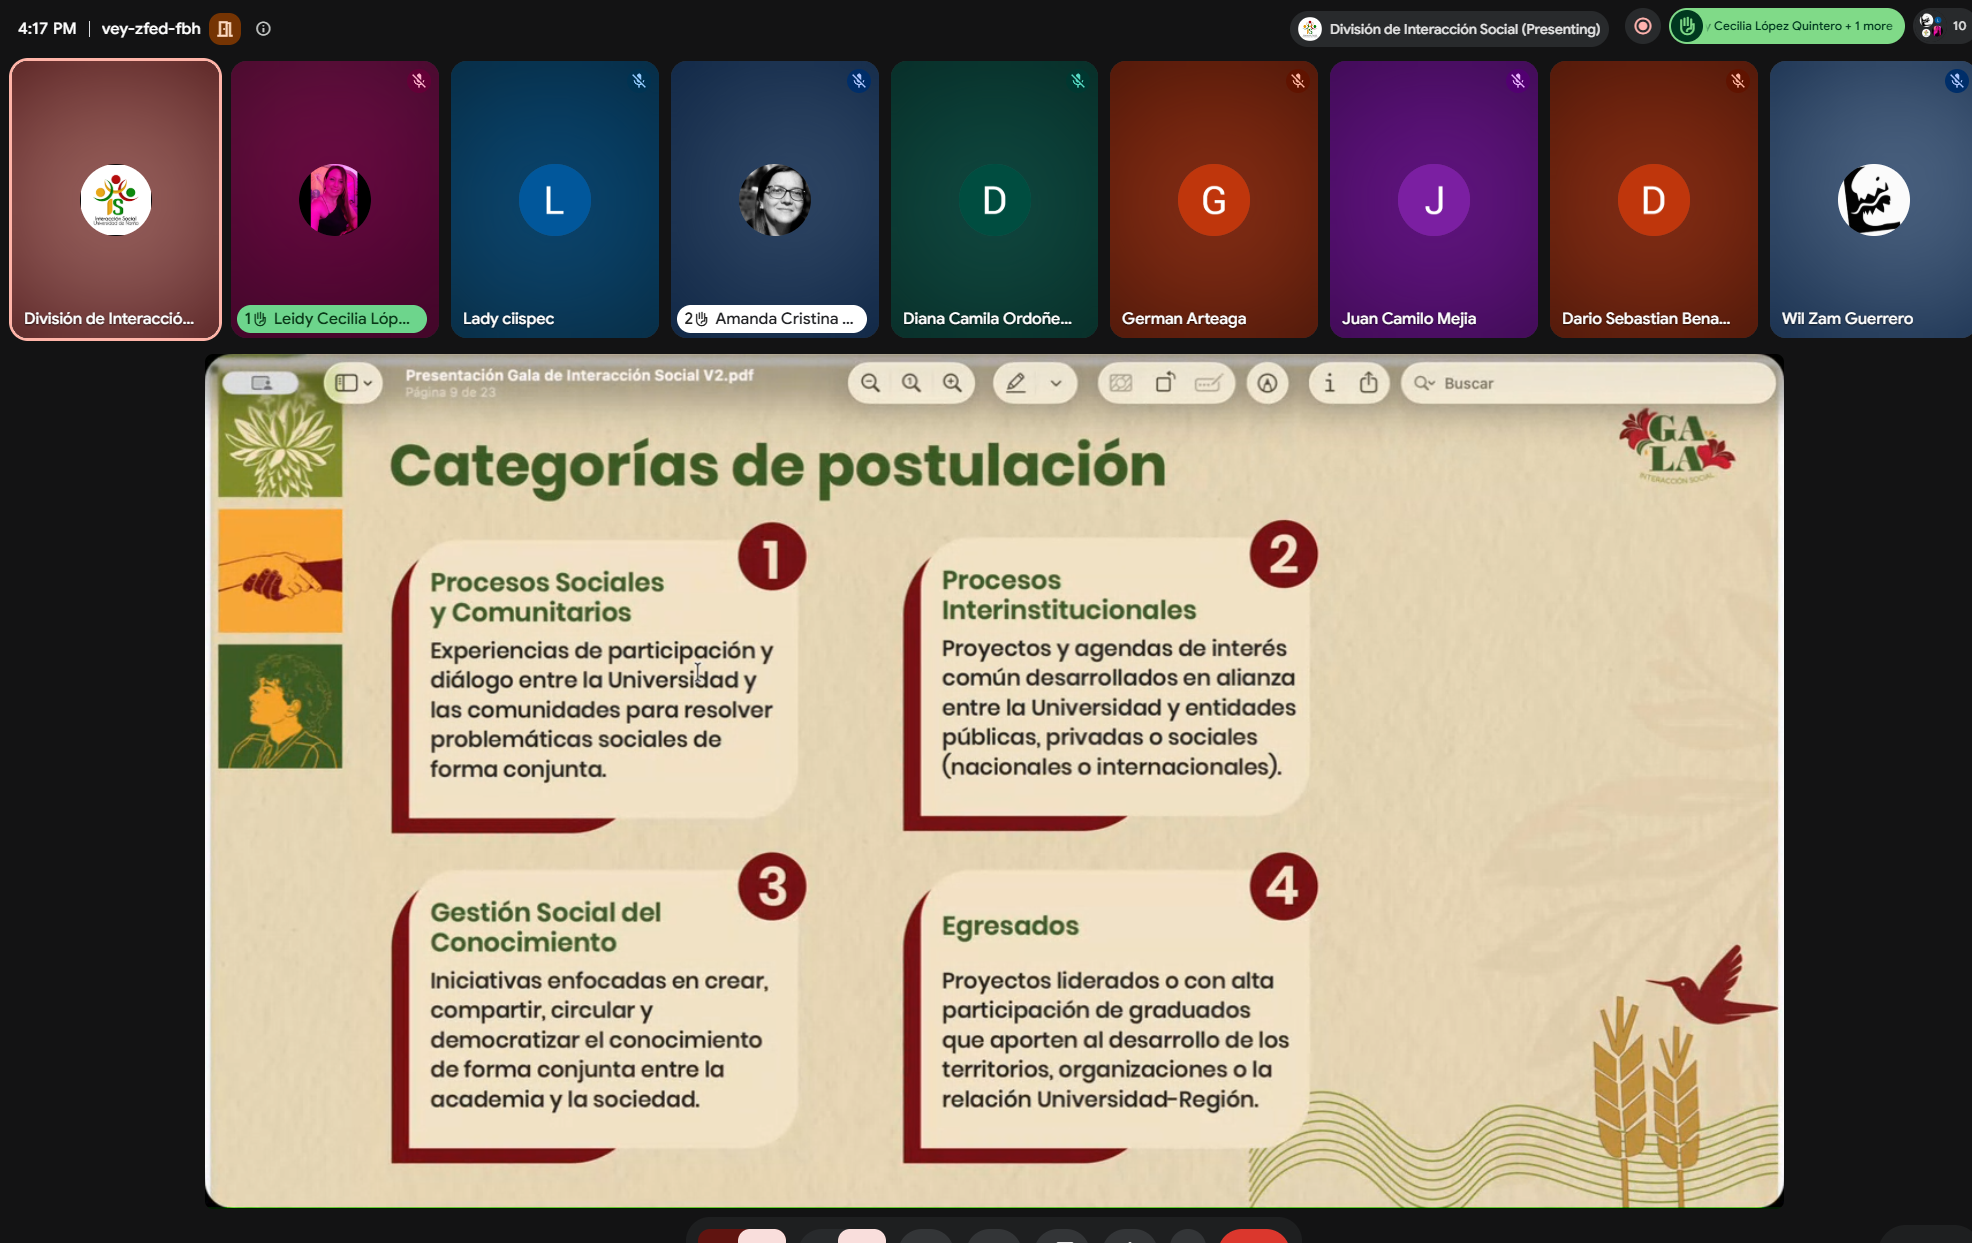 4:17 PM | vey-zfed-fbh
División de Interacción Social (Presenting)
Cecilia López Quintero + 1 more
10
Interacción Social
Universidad de Nariño
División de Interacció...
1 Leidy Cecilia Lóp...
L
Lady ciispec
2 Amanda Cristina ...
D
Diana Camila Ordoñe...
G
German Arteaga
J
Juan Camilo Mejia
D
Dario Sebastian Bena...
Wil Zam Guerrero
Presentación Gala de Interacción Social V2.pdf
Página 9 de 23
Buscar
GA
LA
INTERACCIÓN SOCIAL
Categorías de postulación
1
Procesos Sociales
y Comunitarios
Experiencias de participación y
diálogo entre la Universidad y
las comunidades para resolver
problemáticas sociales de
forma conjunta.
2
Procesos
Interinstitucionales
Proyectos y agendas de interés
común desarrollados en alianza
entre la Universidad y entidades
públicas, privadas o sociales
(nacionales o internacionales).
3
Gestión Social del
Conocimiento
Iniciativas enfocadas en crear,
compartir, circular y
democratizar el conocimiento
de forma conjunta entre la
academia y la sociedad.
4
Egresados
Proyectos liderados o con alta
participación de graduados
que aporten al desarrollo de los
territorios, organizaciones o la
relación Universidad-Región.